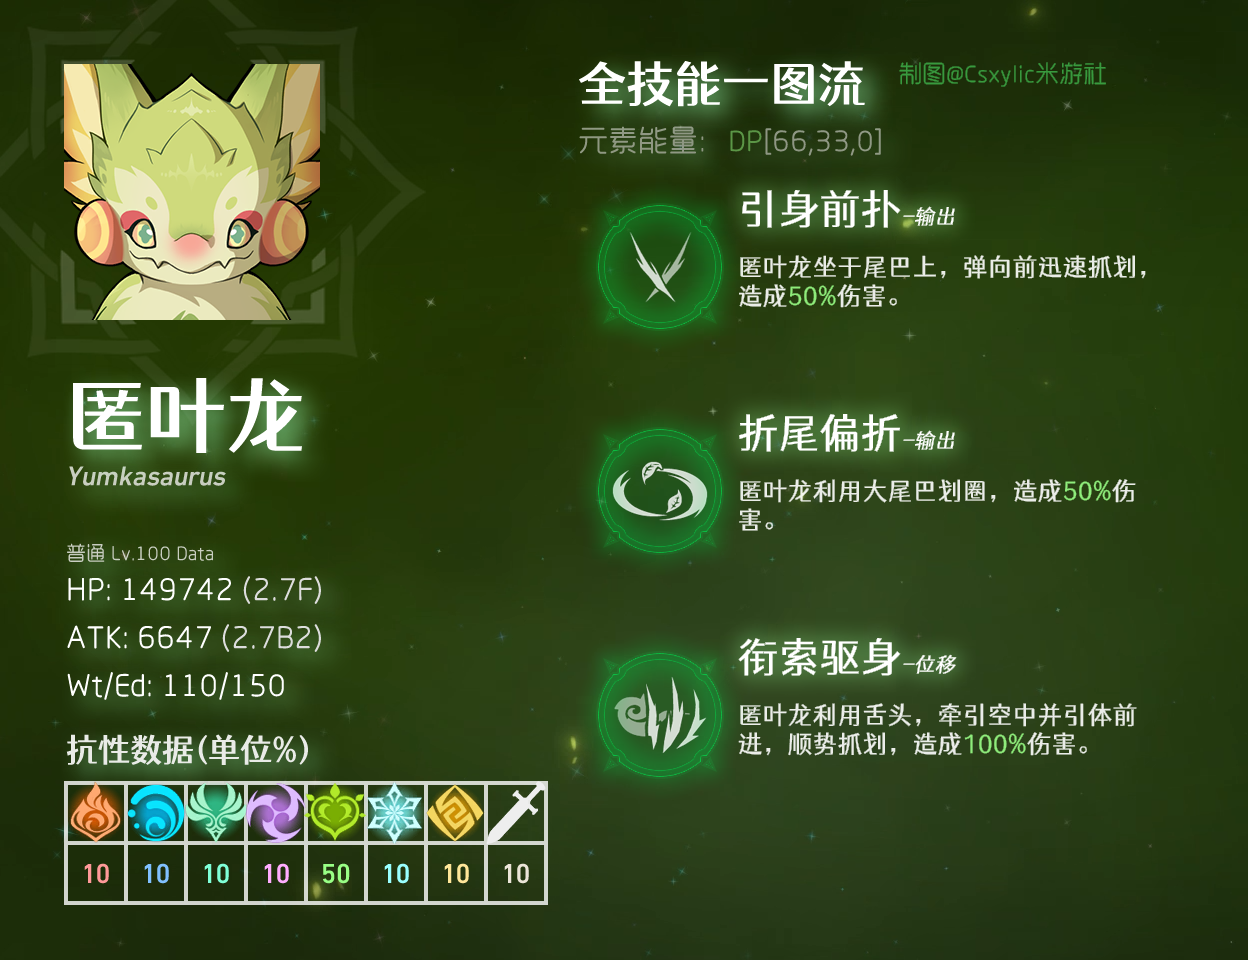 全技能一图流
制图@Csxylic米游社
元素能量: DP[66,33,0]
引身前扑-输出
匿叶龙坐于尾巴上，弹向前迅速抓划，
造成50%伤害。
折尾偏折-输出
匿叶龙利用大尾巴划圈，造成50%伤
害。
衔索驱身-位移
匿叶龙利用舌头，牵引空中并引体前
进，顺势抓划，造成100%伤害。
匿叶龙
Yumkasaurus
普通 Lv.100 Data
HP: 149742 (2.7F)
ATK: 6647 (2.7B2)
Wt/Ed: 110/150
抗性数据(单位%)
10 10 10 10 50 10 10 10